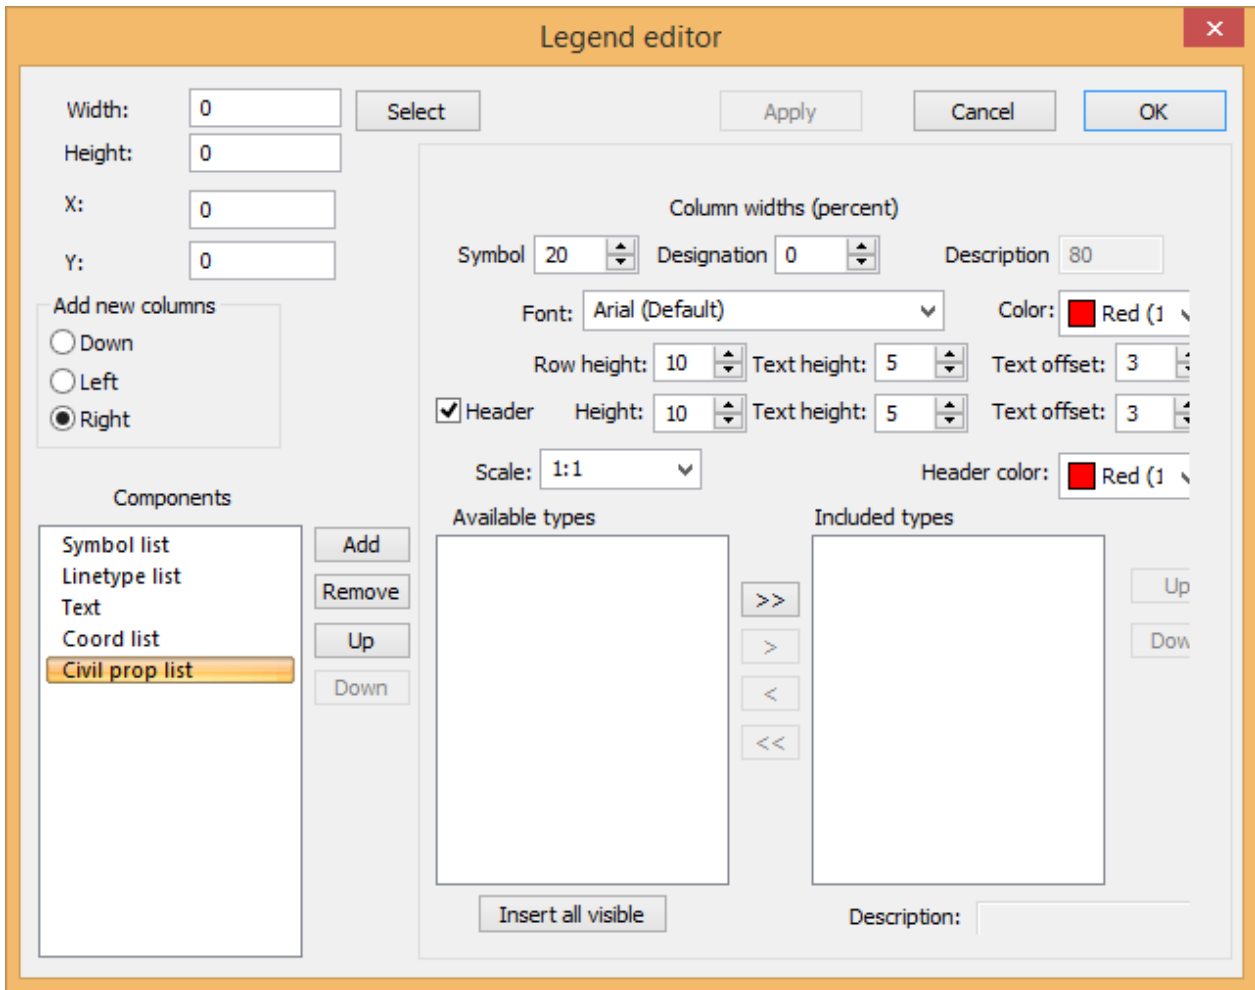 Legend editor
Width: 0 Select Apply Cancel OK
Height: 0
X: 0
Y: 0
Column widths (percent)
Symbol 20 Designation 0 Description 80
Add new columns
Down
Left
Right
Font: Arial (Default) Color: Red (1
Row height: 10 Text height: 5 Text offset: 3
Header Height: 10 Text height: 5 Text offset: 3
Scale: 1:1 Header color: Red (1
Components
Symbol list
Linetype list
Text
Coord list
Civil prop list
Add
Remove
Up
Down
Available types Included types
>>
>
<
<<
Up
Dow
Insert all visible Description: